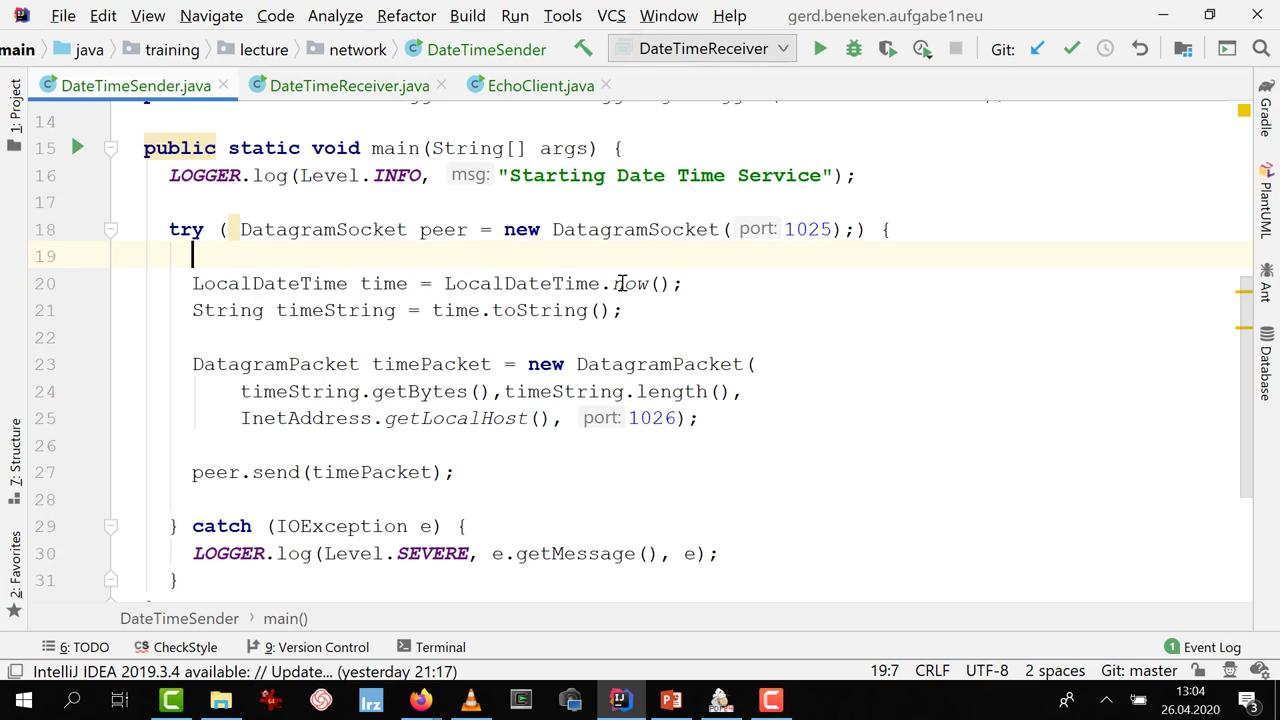 File Edit View Navigate Code Analyze Refactor Build Run Tools VCS Window Help gerd.beneken.aufgabe1neu
main java training lecture network DateTimeSender DateTimeReceiver Git:
DateTimeSender.java DateTimeReceiver.java EchoClient.java
14
15 public static void main(String[] args) {
16 LOGGER.log(Level.INFO, msg: "Starting Date Time Service");
17
18 try ( DatagramSocket peer = new DatagramSocket( port: 1025);) {
19
20 LocalDateTime time = LocalDateTime.now();
21 String timeString = time.toString();
22
23 DatagramPacket timePacket = new DatagramPacket(
24 timeString.getBytes(),timeString.length(),
25 InetAddress.getLocalHost(), port: 1026);
26
27 peer.send(timePacket);
28
29 } catch (IOException e) {
30 LOGGER.log(Level.SEVERE, e.getMessage(), e);
31 }
1: Project
7: Structure
2: Favorites
Gradle
PlantUML
Ant
Database
DateTimeSender main()
6: TODO CheckStyle 9: Version Control Terminal 1 Event Log
IntelliJ IDEA 2019.3.4 available: // Update... (yesterday 21:17) 19:7 CRLF UTF-8 2 spaces Git: master
lrz 13:04
26.04.2020 3